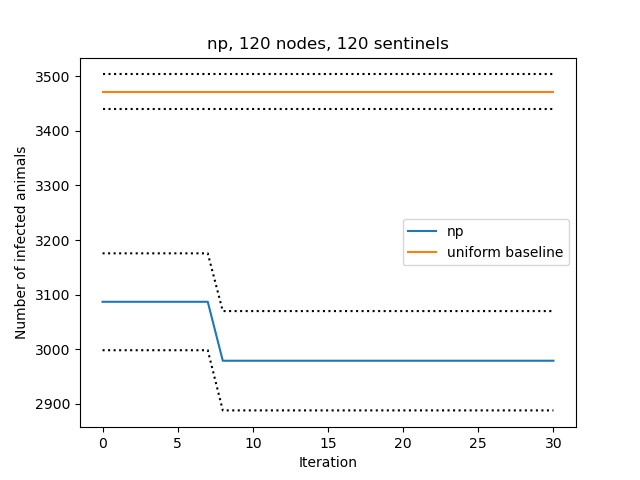 np, 120 nodes, 120 sentinels
3500
3400
3300
3200
3100
3000
2900
Number of infected animals
np
uniform baseline
0 5 10 15 20 25 30
Iteration